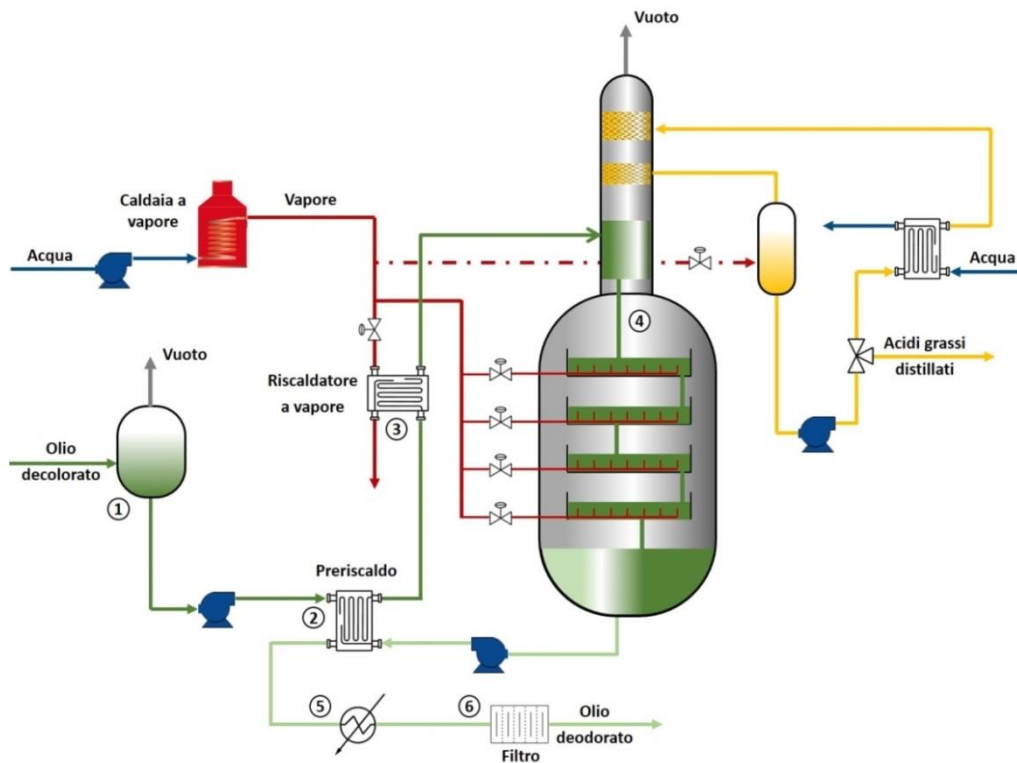 Vuoto
Caldaia a
vapore
Vapore
Acqua
Acqua
④
Acidi grassi
distillati
Vuoto
Riscaldatore
a vapore
③
Olio
decolorato
①
Preriscaldo
②
⑤
⑥
Olio
deodorato
Filtro